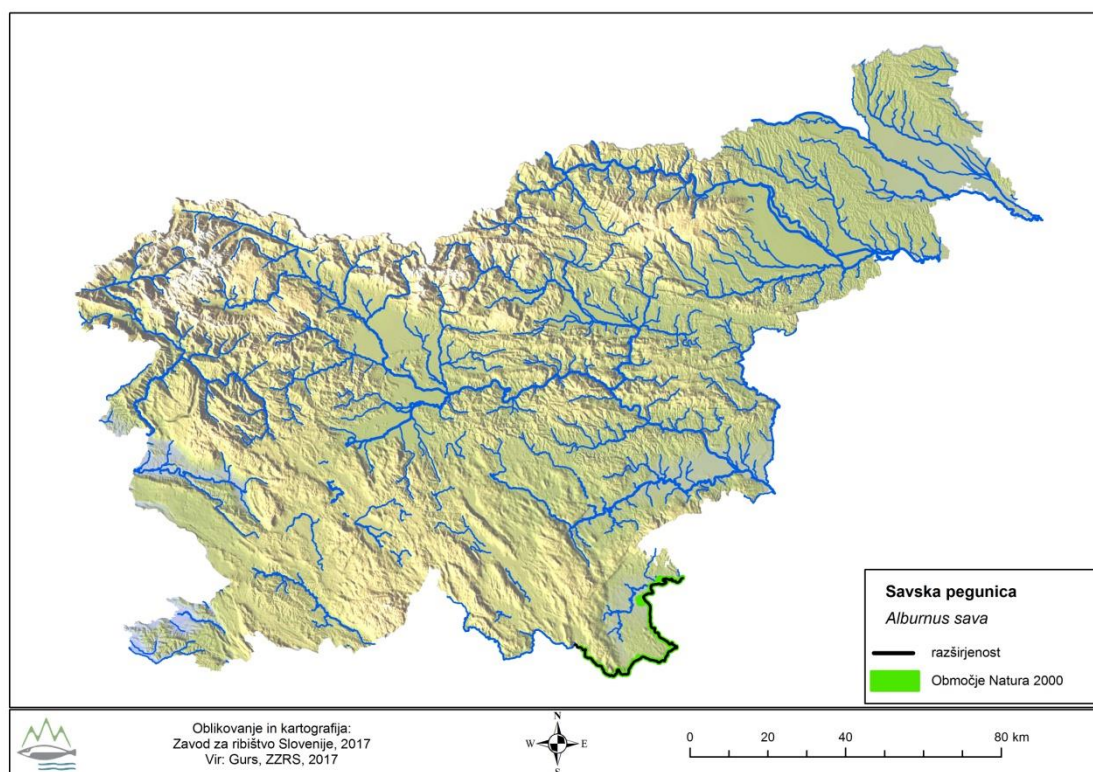 Savska pegunica
Alburnus sava
razširjenost
Območje Natura 2000
Oblikovanje in kartografija:
Zavod za ribištvo Slovenije, 2017
Vir: Gurs, ZZRS, 2017
N
W E
S
0 20 40 60 80 km